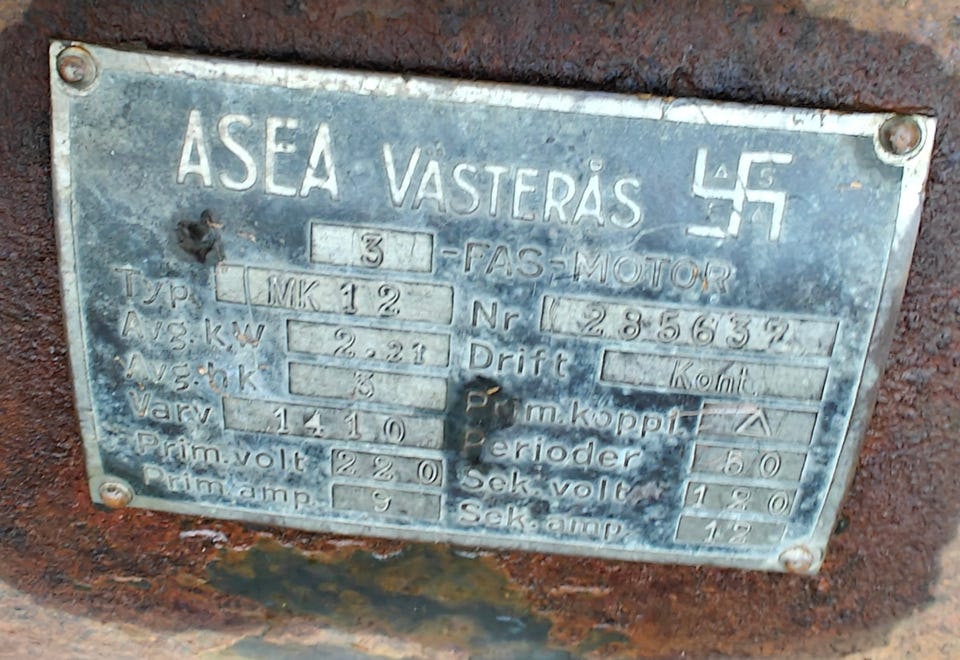 ASEA VÄSTERÅS
A S E A
3 -FAS-MOTOR
Typ MK 12 Nr 285637
Avg. kW 2.21 Drift Kont.
Avg. hk 3 Prim. koppl.
Varv 1410 Perioder 50
Prim. volt 220 Sek. volt 120
Prim. amp. 9 Sek. amp. 12